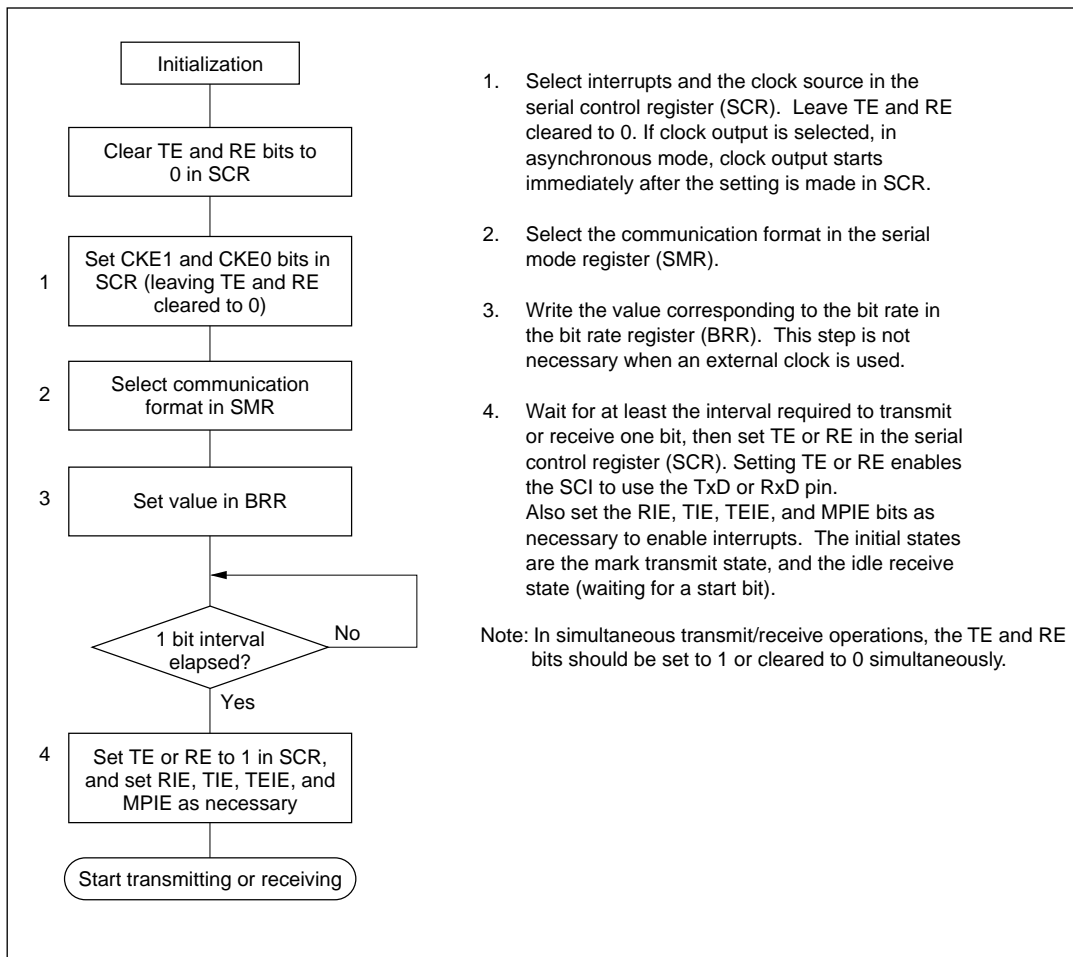 Initialization
Clear TE and RE bits to
0 in SCR
1
Set CKE1 and CKE0 bits in
SCR (leaving TE and RE
cleared to 0)
2
Select communication
format in SMR
3
Set value in BRR
1 bit interval
elapsed?
No
Yes
4
Set TE or RE to 1 in SCR,
and set RIE, TIE, TEIE, and
MPIE as necessary
Start transmitting or receiving
1. Select interrupts and the clock source in the
serial control register (SCR). Leave TE and RE
cleared to 0. If clock output is selected, in
asynchronous mode, clock output starts
immediately after the setting is made in SCR.
2. Select the communication format in the serial
mode register (SMR).
3. Write the value corresponding to the bit rate in
the bit rate register (BRR). This step is not
necessary when an external clock is used.
4. Wait for at least the interval required to transmit
or receive one bit, then set TE or RE in the serial
control register (SCR). Setting TE or RE enables
the SCI to use the TxD or RxD pin.
Also set the RIE, TIE, TEIE, and MPIE bits as
necessary to enable interrupts. The initial states
are the mark transmit state, and the idle receive
state (waiting for a start bit).
Note: In simultaneous transmit/receive operations, the TE and RE
bits should be set to 1 or cleared to 0 simultaneously.